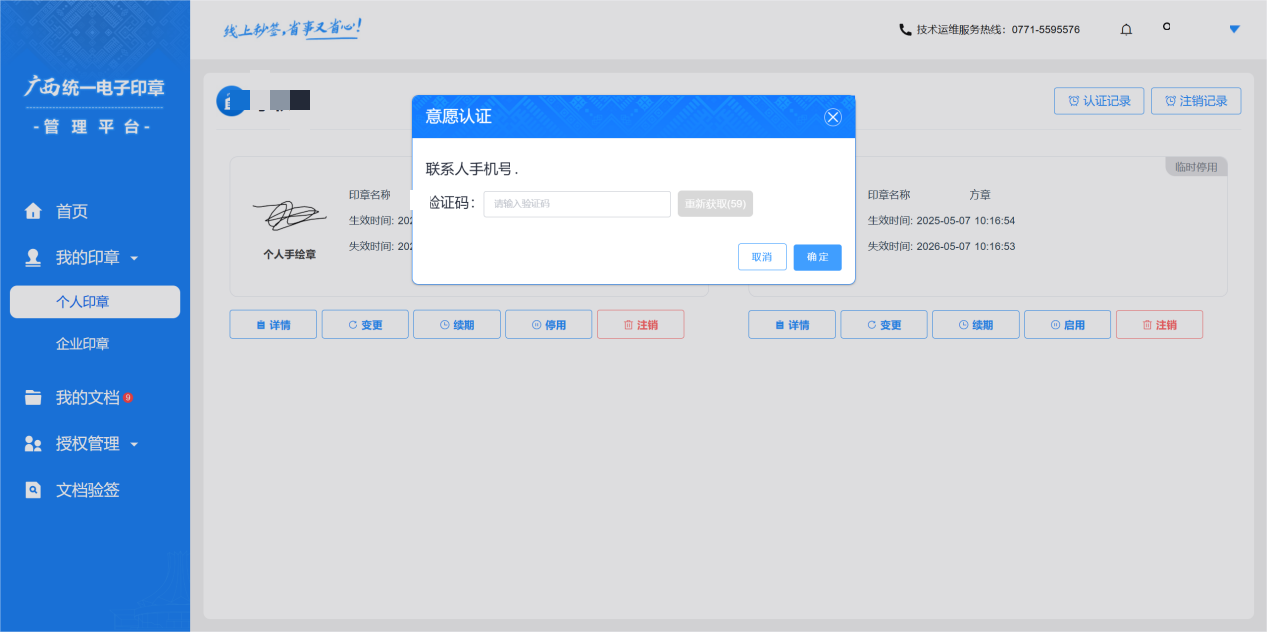 广西统一电子印章
-管理平台-
首页
我的印章
个人印章
企业印章
我的文档 9
授权管理
文档验签
线上秒签,省事又省心!
技术运维服务热线: 0771-5595576
认证记录
注销记录
意愿认证
联系人手机号.
验证码:
请输入验证码
重新获取(59)
取消
确定
个人手绘章
印章名称
生效时间: 202
失效时间: 202
详情
变更
续期
停用
注销
临时停用
印章名称 方章
生效时间: 2025-05-07 10:16:54
失效时间: 2026-05-07 10:16:53
详情
变更
续期
启用
注销